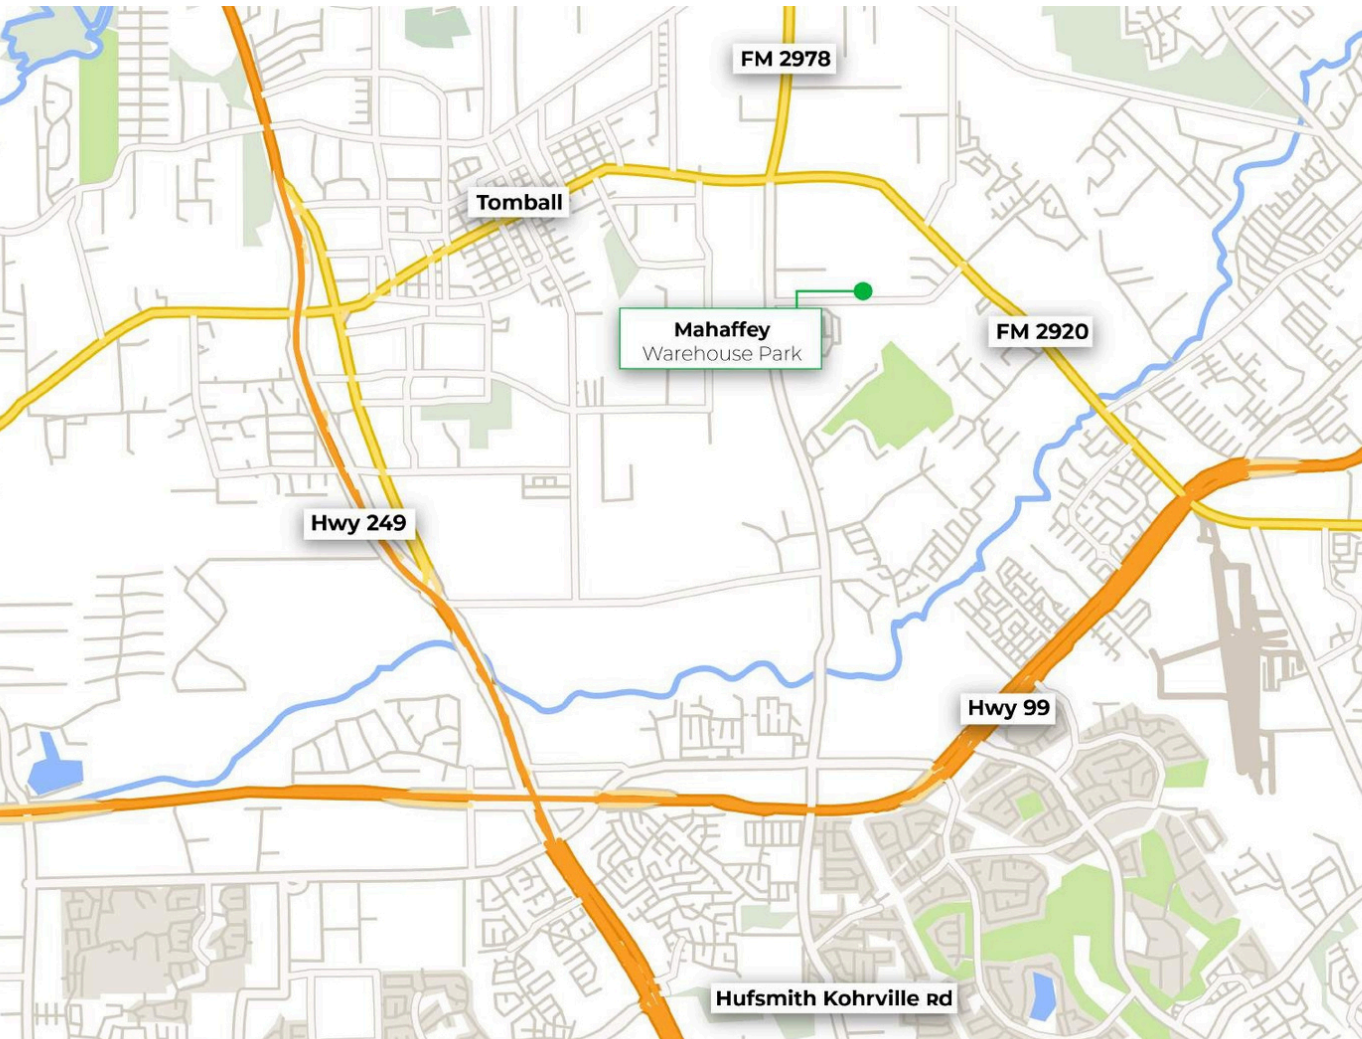 FM 2978
Tomball
Mahaffey
Warehouse Park
FM 2920
Hwy 249
Hwy 99
Hufsmith Kohrville Rd